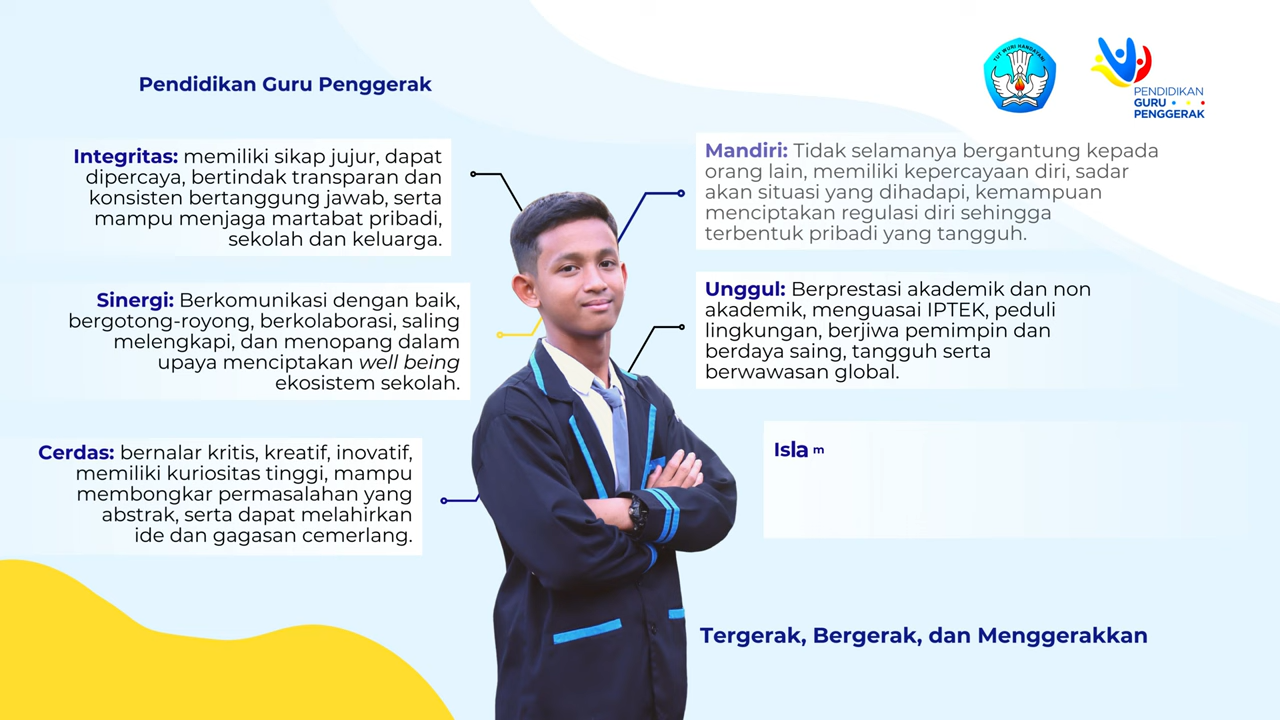 Pendidikan Guru Penggerak
TUT WURI HANDAYANI
PENDIDIKAN
GURU
PENGGERAK
Integritas: memiliki sikap jujur, dapat
dipercaya, bertindak transparan dan
konsisten bertanggung jawab, serta
mampu menjaga martabat pribadi,
sekolah dan keluarga.
Sinergi: Berkomunikasi dengan baik,
bergotong-royong, berkolaborasi, saling
melengkapi, dan menopang dalam
upaya menciptakan well being
ekosistem sekolah.
Cerdas: bernalar kritis, kreatif, inovatif,
memiliki kuriositas tinggi, mampu
membongkar permasalahan yang
abstrak, serta dapat melahirkan
ide dan gagasan cemerlang.
Mandiri: Tidak selamanya bergantung kepada
orang lain, memiliki kepercayaan diri, sadar
akan situasi yang dihadapi, kemampuan
menciptakan regulasi diri sehingga
terbentuk pribadi yang tangguh.
Unggul: Berprestasi akademik dan non
akademik, menguasai IPTEK, peduli
lingkungan, berjiwa pemimpin dan
berdaya saing, tangguh serta
berwawasan global.
Islam
Tergerak, Bergerak, dan Menggerakkan